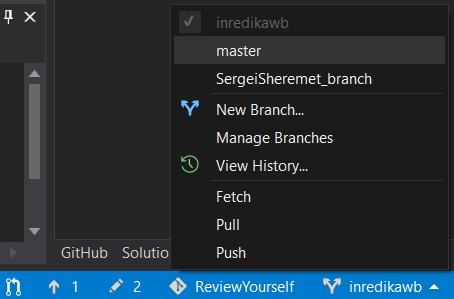 inredikawb
master
SergeiSheremet_branch
New Branch...
Manage Branches
View History...
Fetch
Pull
Push
GitHub Solutio
1 2 ReviewYourself inredikawb